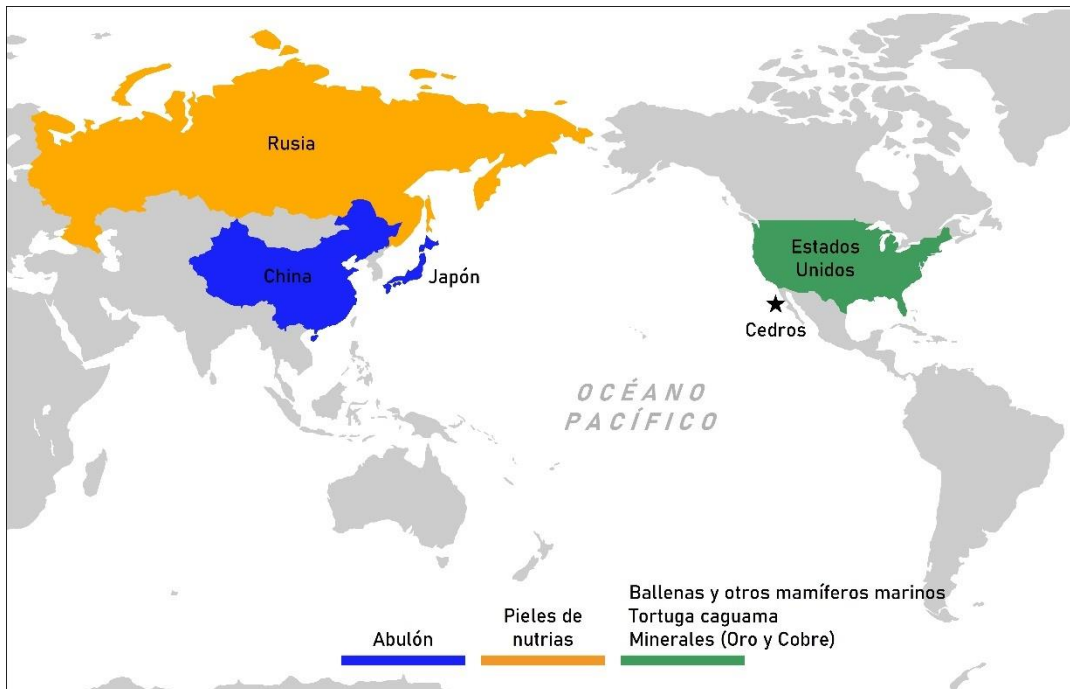 Rusia
China
Japón
Estados
Unidos
Cedros
OCÉANO
PACÍFICO
Abulón
Pieles de
nutrias
Ballenas y otros mamíferos marinos
Tortuga caguama
Minerales (Oro y Cobre)